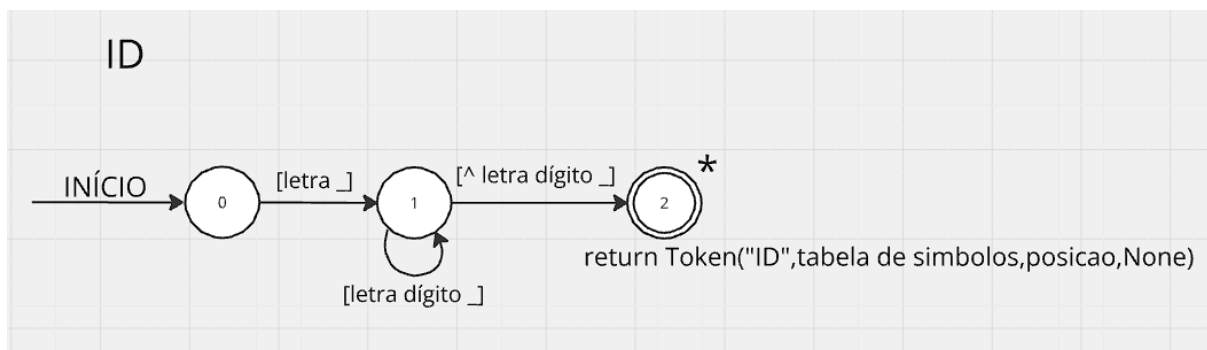 ID
INÍCIO
0
[letra _]
1
[^ letra dígito _]
2
*
[letra dígito _]
return Token("ID",tabela de simbolos,posicao,None)